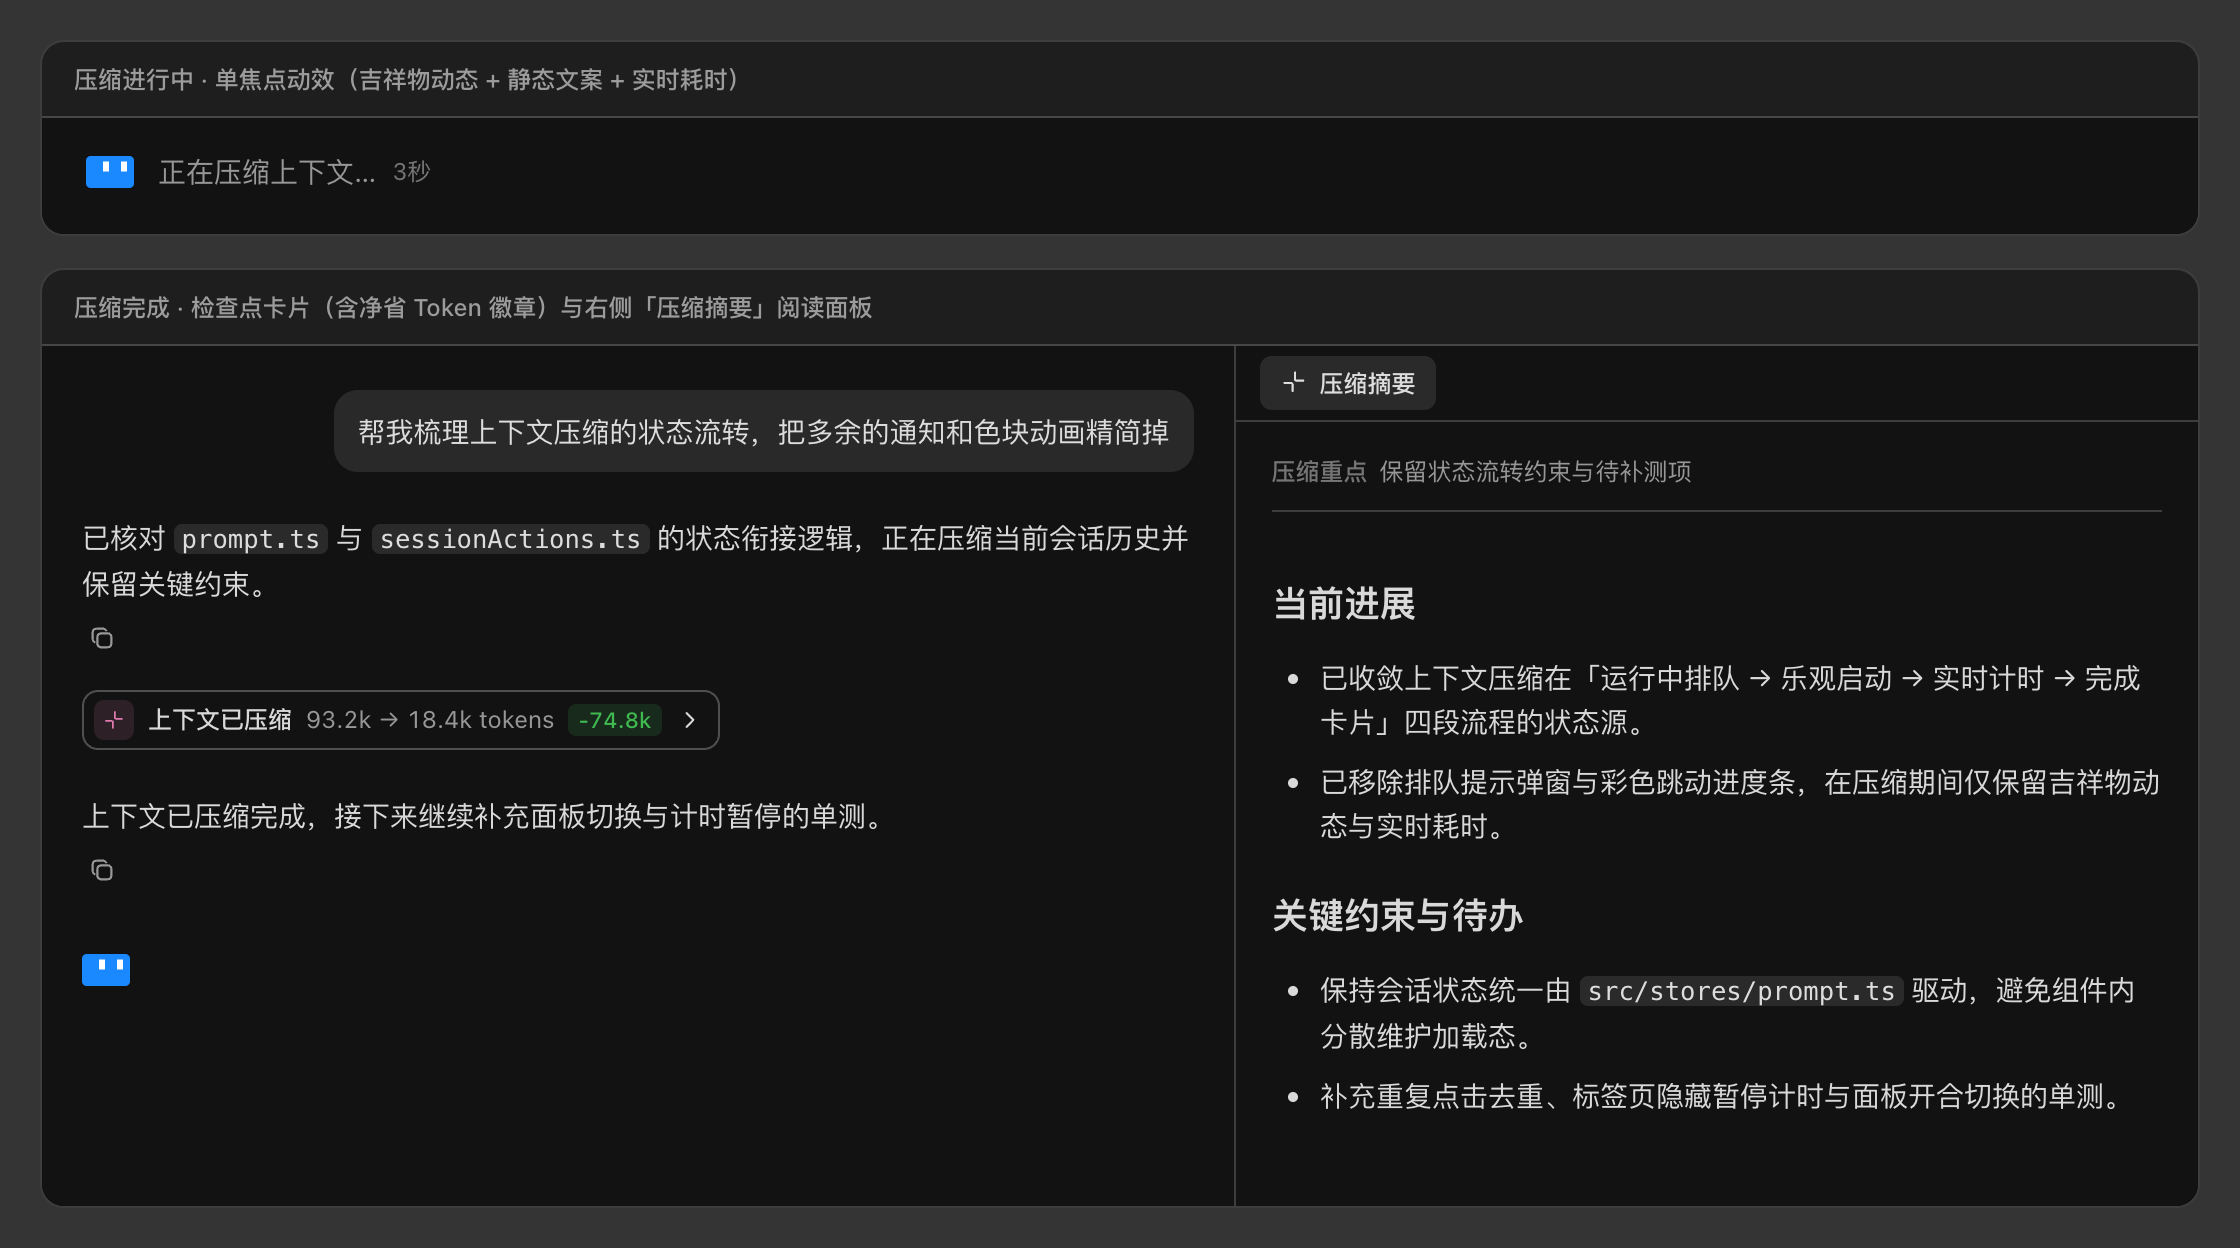 压缩进行中 · 单焦点动效（吉祥物动态 + 静态文案 + 实时耗时）
正在压缩上下文... 3秒
压缩完成 · 检查点卡片（含净省 Token 徽章）与右侧「压缩摘要」阅读面板
帮我梳理上下文压缩的状态流转，把多余的通知和色块动画精简掉
已核对 prompt.ts 与 sessionActions.ts 的状态衔接逻辑，正在压缩当前会话历史并
保留关键约束。
上下文已压缩 93.2k → 18.4k tokens -74.8k
上下文已压缩完成，接下来继续补充面板切换与计时暂停的单测。
压缩摘要
压缩重点 保留状态流转约束与待补测项
当前进展
已收敛上下文压缩在「运行中排队 → 乐观启动 → 实时计时 → 完成
卡片」四段流程的状态源。
已移除排队提示弹窗与彩色跳动进度条，在压缩期间仅保留吉祥物动
态与实时耗时。
关键约束与待办
保持会话状态统一由 src/stores/prompt.ts 驱动，避免组件内
分散维护加载态。
补充重复点击去重、标签页隐藏暂停计时与面板开合切换的单测。